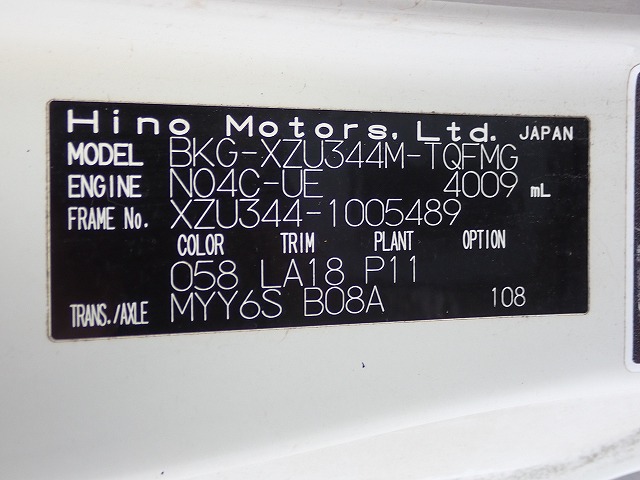 Hino Motors, Ltd. JAPAN
MODEL BKG-XZU344M-TQFMG
ENGINE N04C-UE 4009 mL
FRAME No. XZU344-1005489
COLOR TRIM PLANT OPTION
058 LA18 P11
TRANS./AXLE MYY6S B08A 108